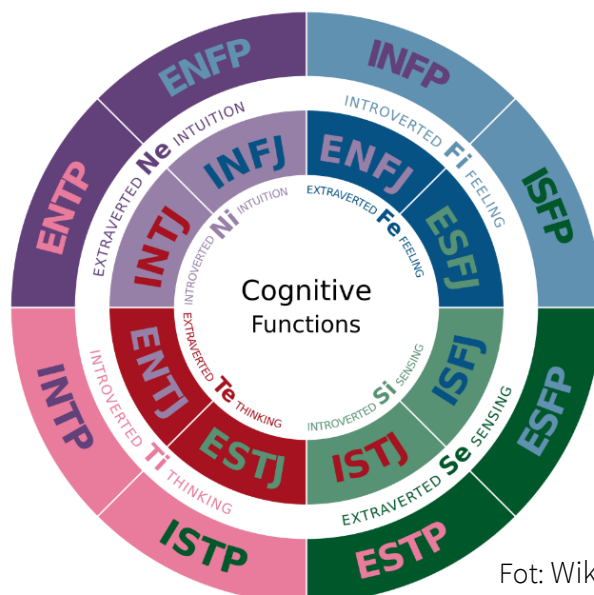 ENFP
INFP
ISFP
ESFP
ESTP
ISTP
INTP
ENTP
EXTRAVERTED Ne INTUITION
INTROVERTED Fi FEELING
EXTRAVERTED Se SENSING
INTROVERTED Ti THINKING
INFJ
ENFJ
ESFJ
ISFJ
ISTJ
ESTJ
ENTJ
INTJ
INTROVERTED Ni INTUITION
EXTRAVERTED Fe FEELING
INTROVERTED Si SENSING
EXTRAVERTED Te THINKING
Cognitive
Functions
Fot: Wik